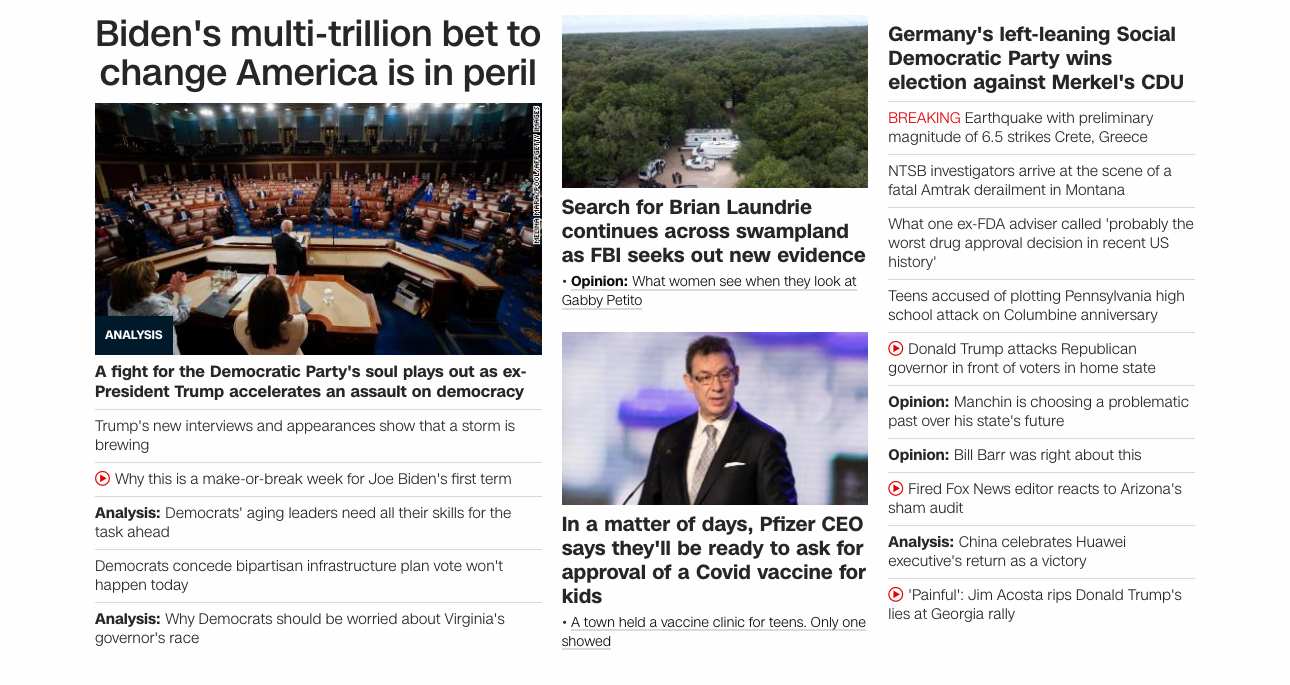 Biden's multi-trillion bet to
change America is in peril
MELINA MARA/POOL/AFP/GETTY IMAGES
ANALYSIS
A fight for the Democratic Party's soul plays out as ex-
President Trump accelerates an assault on democracy
Trump's new interviews and appearances show that a storm is
brewing
Why this is a make-or-break week for Joe Biden's first term
Analysis: Democrats' aging leaders need all their skills for the
task ahead
Democrats concede bipartisan infrastructure plan vote won't
happen today
Analysis: Why Democrats should be worried about Virginia's
governor's race
Search for Brian Laundrie
continues across swampland
as FBI seeks out new evidence
• Opinion: What women see when they look at
Gabby Petito
In a matter of days, Pfizer CEO
says they'll be ready to ask for
approval of a Covid vaccine for
kids
• A town held a vaccine clinic for teens. Only one
showed
Germany's left-leaning Social
Democratic Party wins
election against Merkel's CDU
BREAKING Earthquake with preliminary
magnitude of 6.5 strikes Crete, Greece
NTSB investigators arrive at the scene of a
fatal Amtrak derailment in Montana
What one ex-FDA adviser called 'probably the
worst drug approval decision in recent US
history'
Teens accused of plotting Pennsylvania high
school attack on Columbine anniversary
Donald Trump attacks Republican
governor in front of voters in home state
Opinion: Manchin is choosing a problematic
past over his state's future
Opinion: Bill Barr was right about this
Fired Fox News editor reacts to Arizona's
sham audit
Analysis: China celebrates Huawei
executive's return as a victory
'Painful': Jim Acosta rips Donald Trump's
lies at Georgia rally